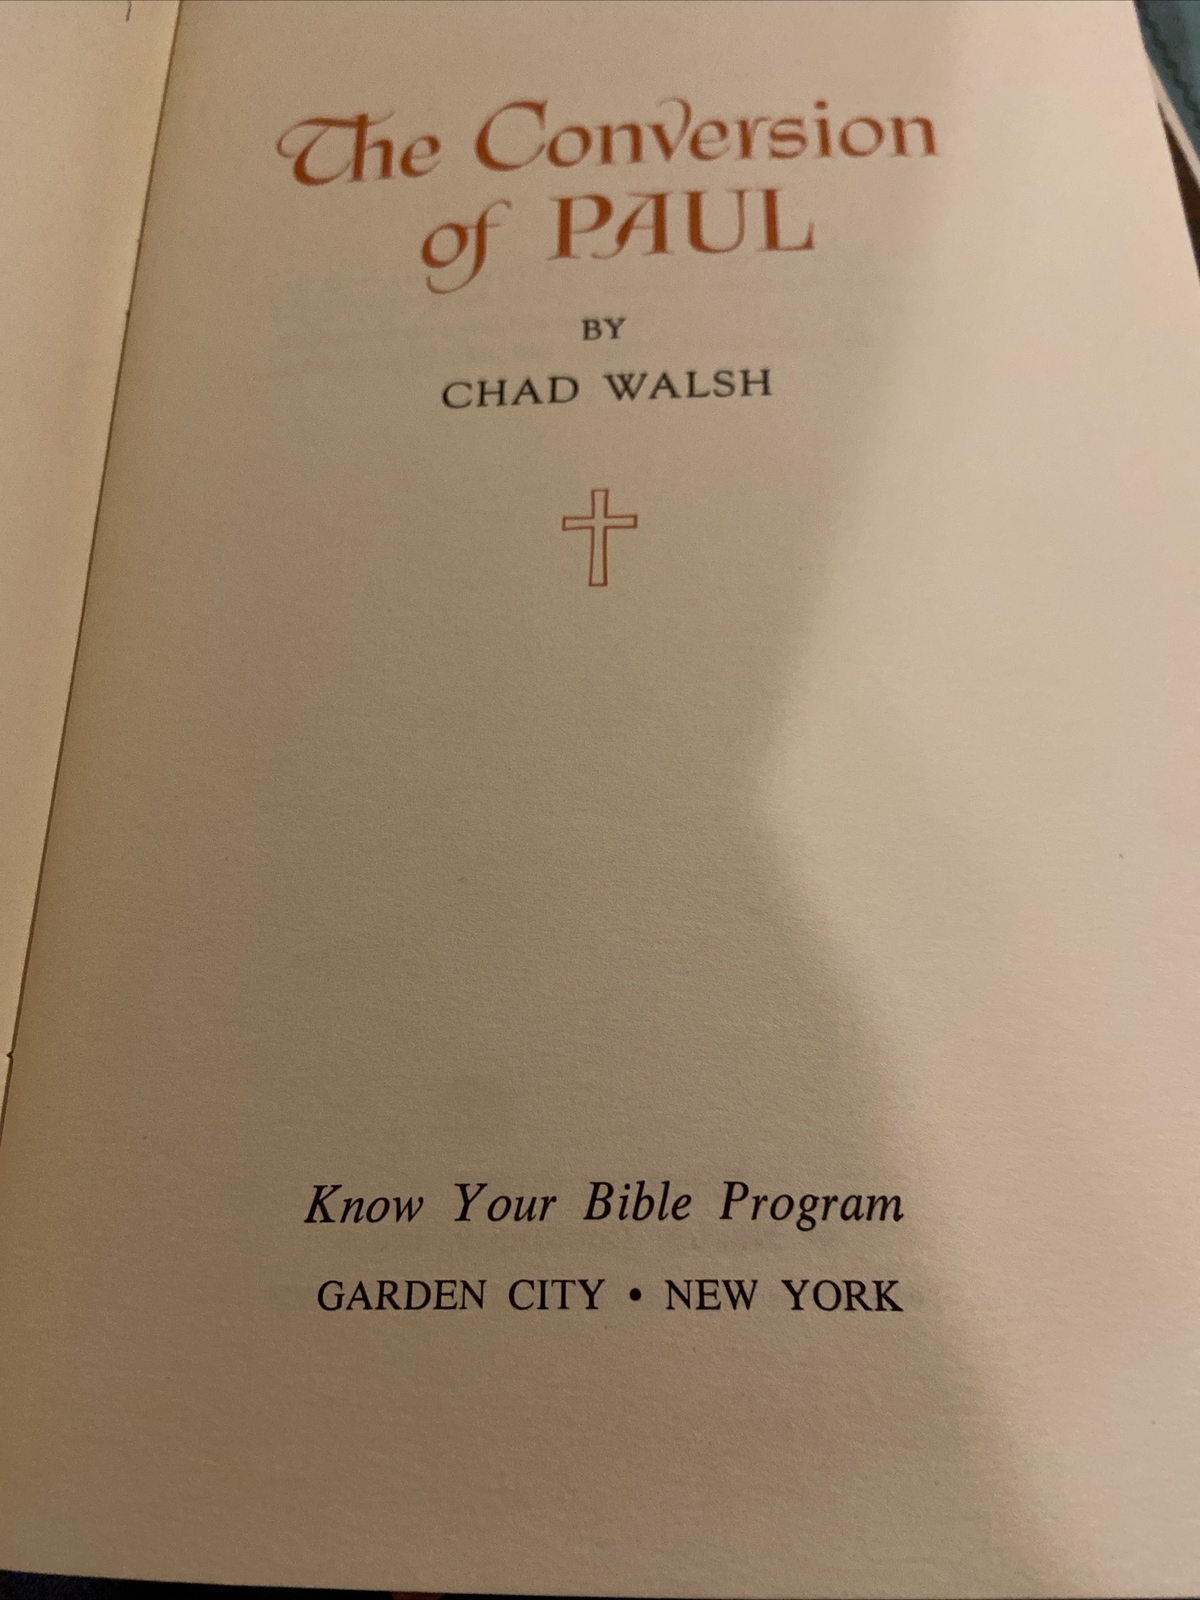 The Conversion
of PAUL
BY
CHAD WALSH
Know Your Bible Program
GARDEN CITY • NEW YORK